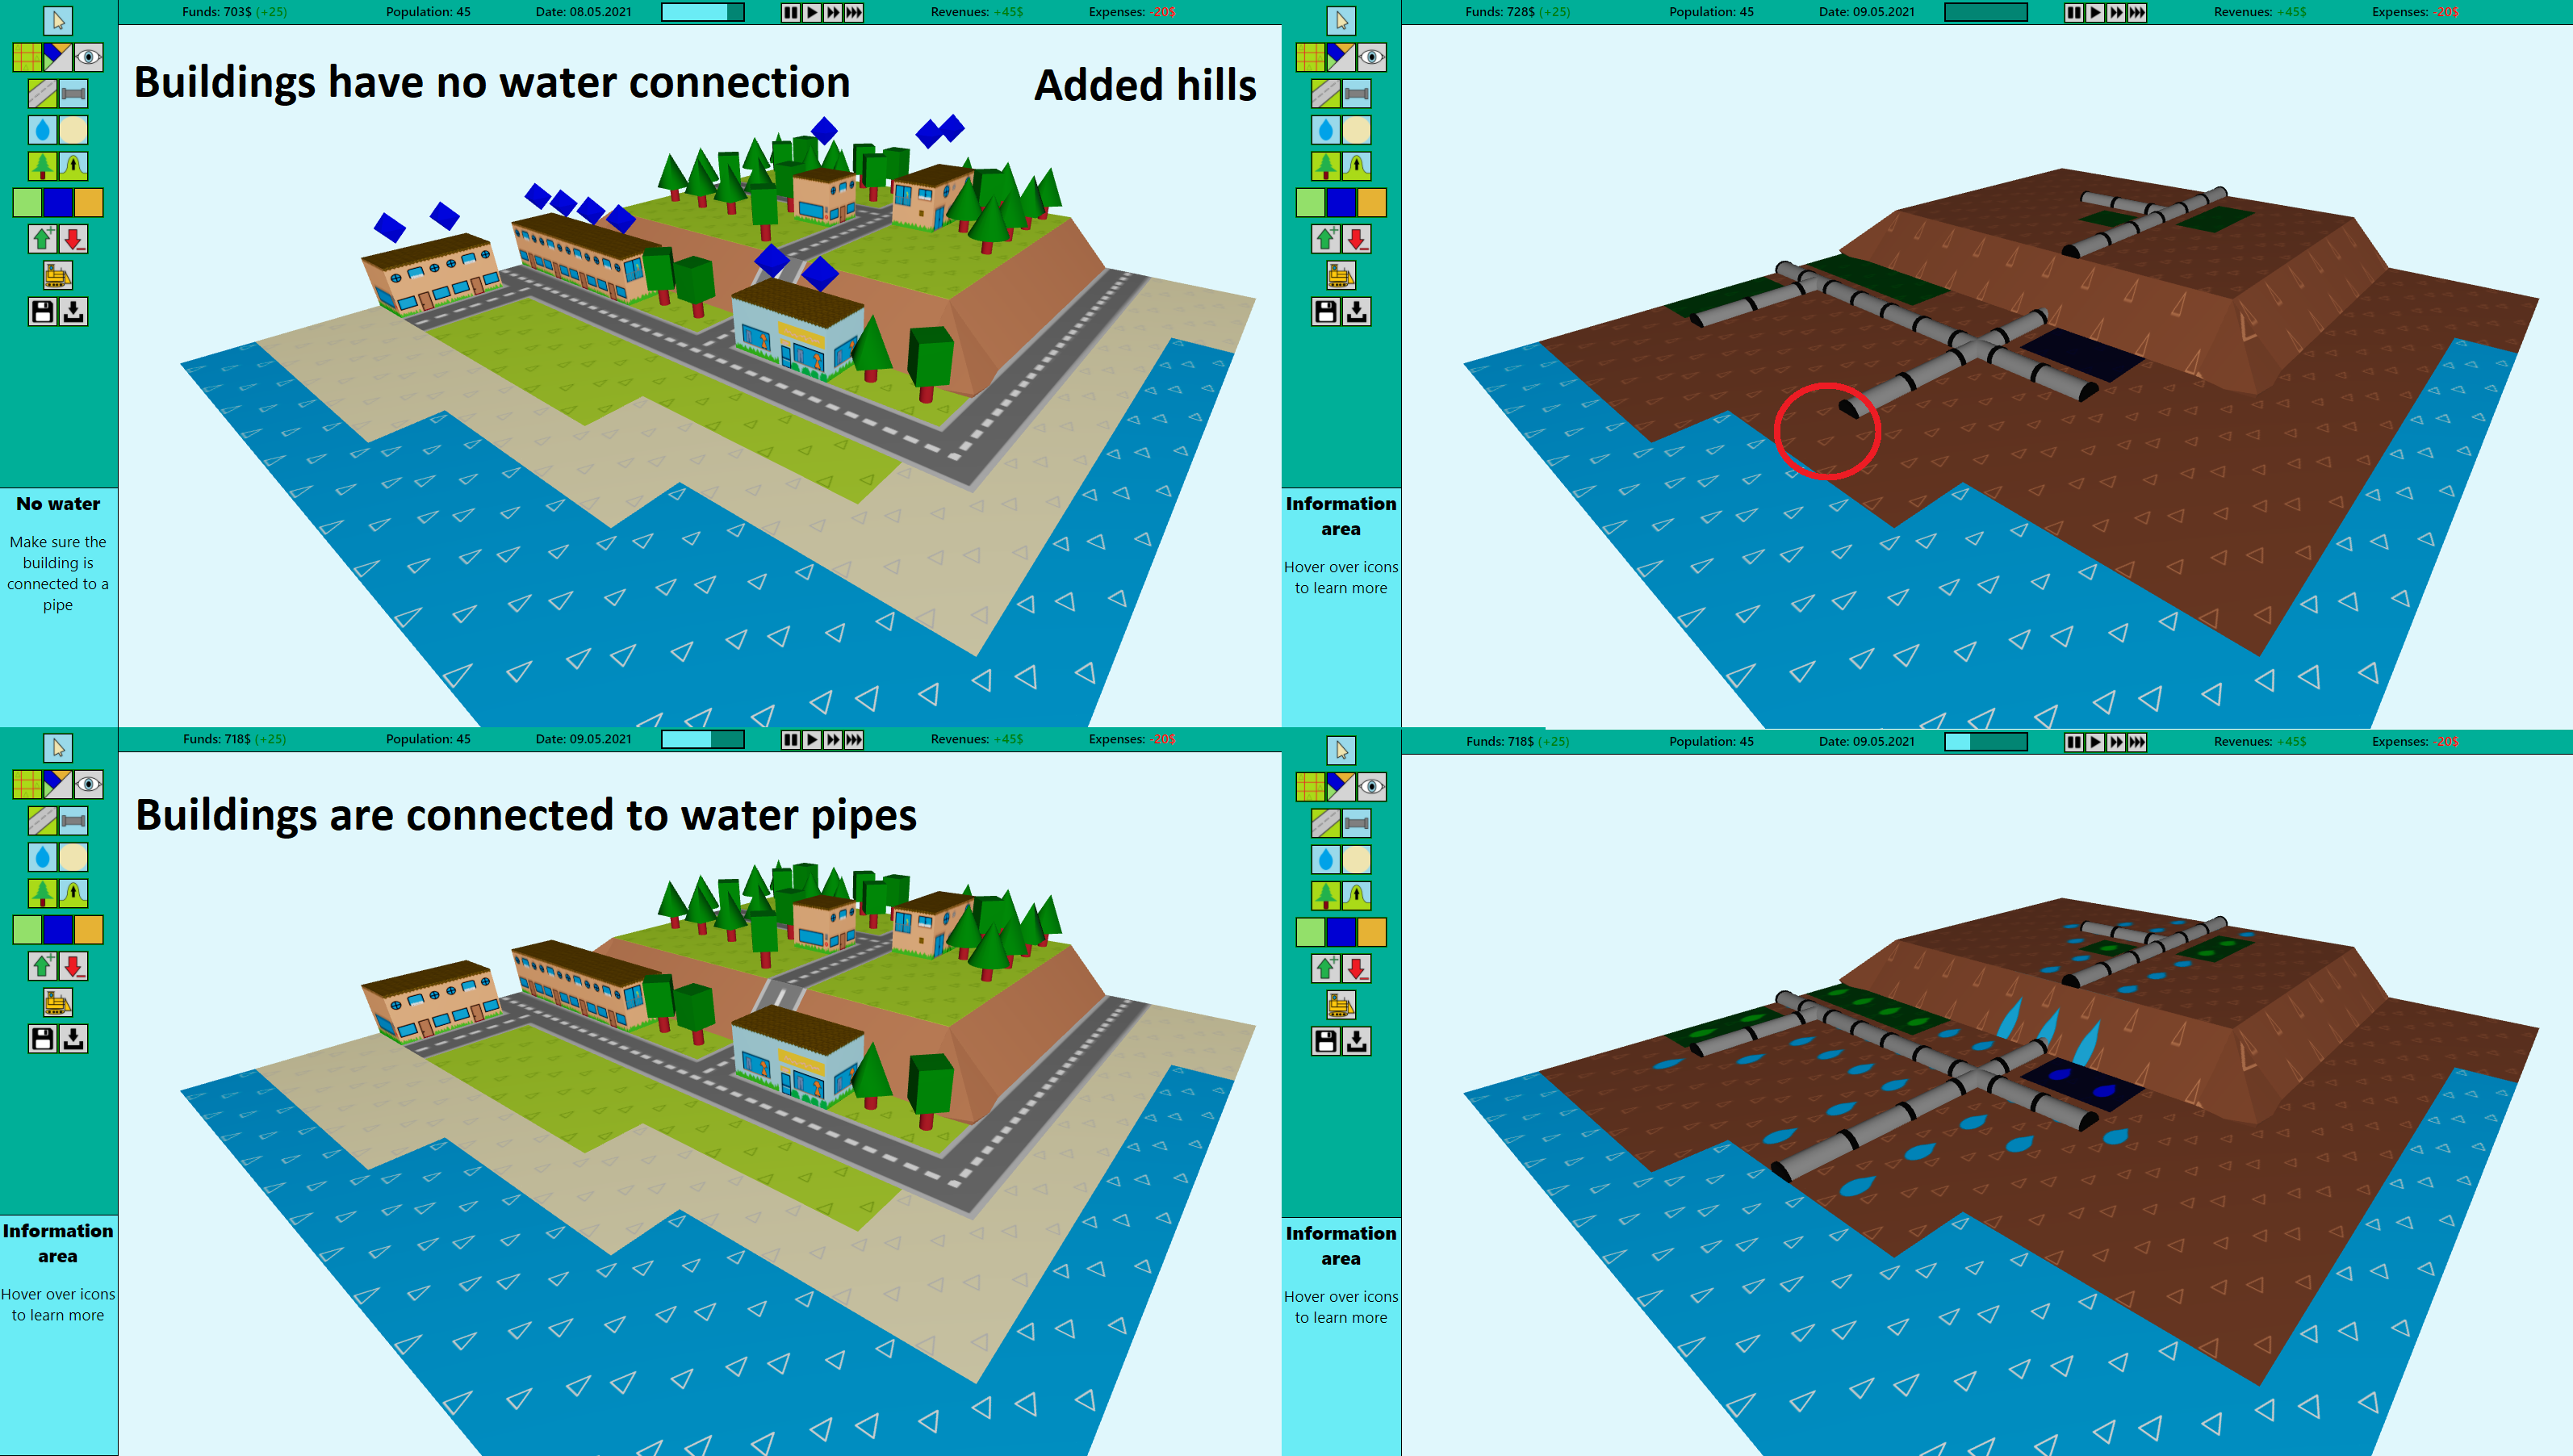 Funds: 703$ (+25) Population: 45 Date: 08.05.2021 Revenues: +45$ Expenses: -20$
Buildings have no water connection
Added hills
No water
Make sure the
building is
connected to a
pipe
Funds: 728$ (+25) Population: 45 Date: 09.05.2021 Revenues: +45$ Expenses: -20$
Information
area
Hover over icons
to learn more
Funds: 718$ (+25) Population: 45 Date: 09.05.2021 Revenues: +45$ Expenses: -20$
Buildings are connected to water pipes
Information
area
Hover over icons
to learn more
Funds: 718$ (+25) Population: 45 Date: 09.05.2021 Revenues: +45$ Expenses: -20$
Information
area
Hover over icons
to learn more